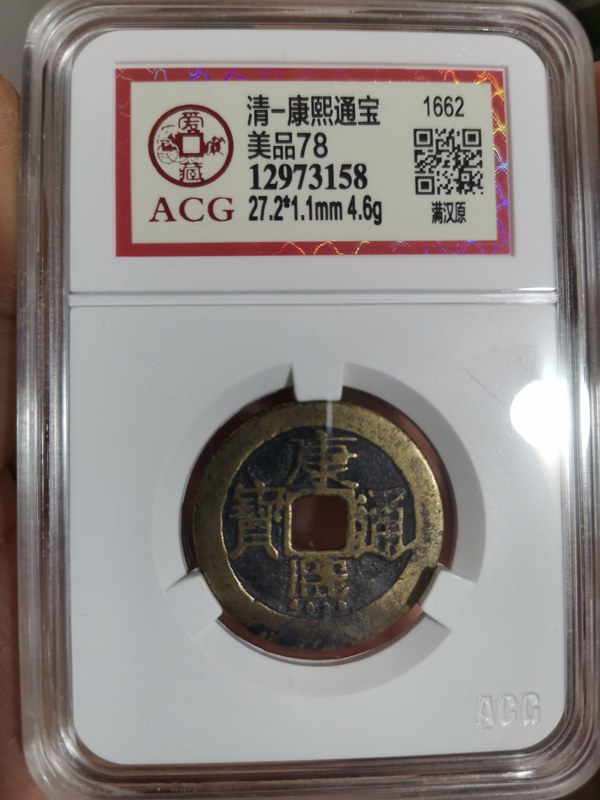 清-康熙通宝 1662
美品78
12973158
27.2*1.1mm 4.6g
满汉原
爱藏
ACG
康熙通寶
ACG